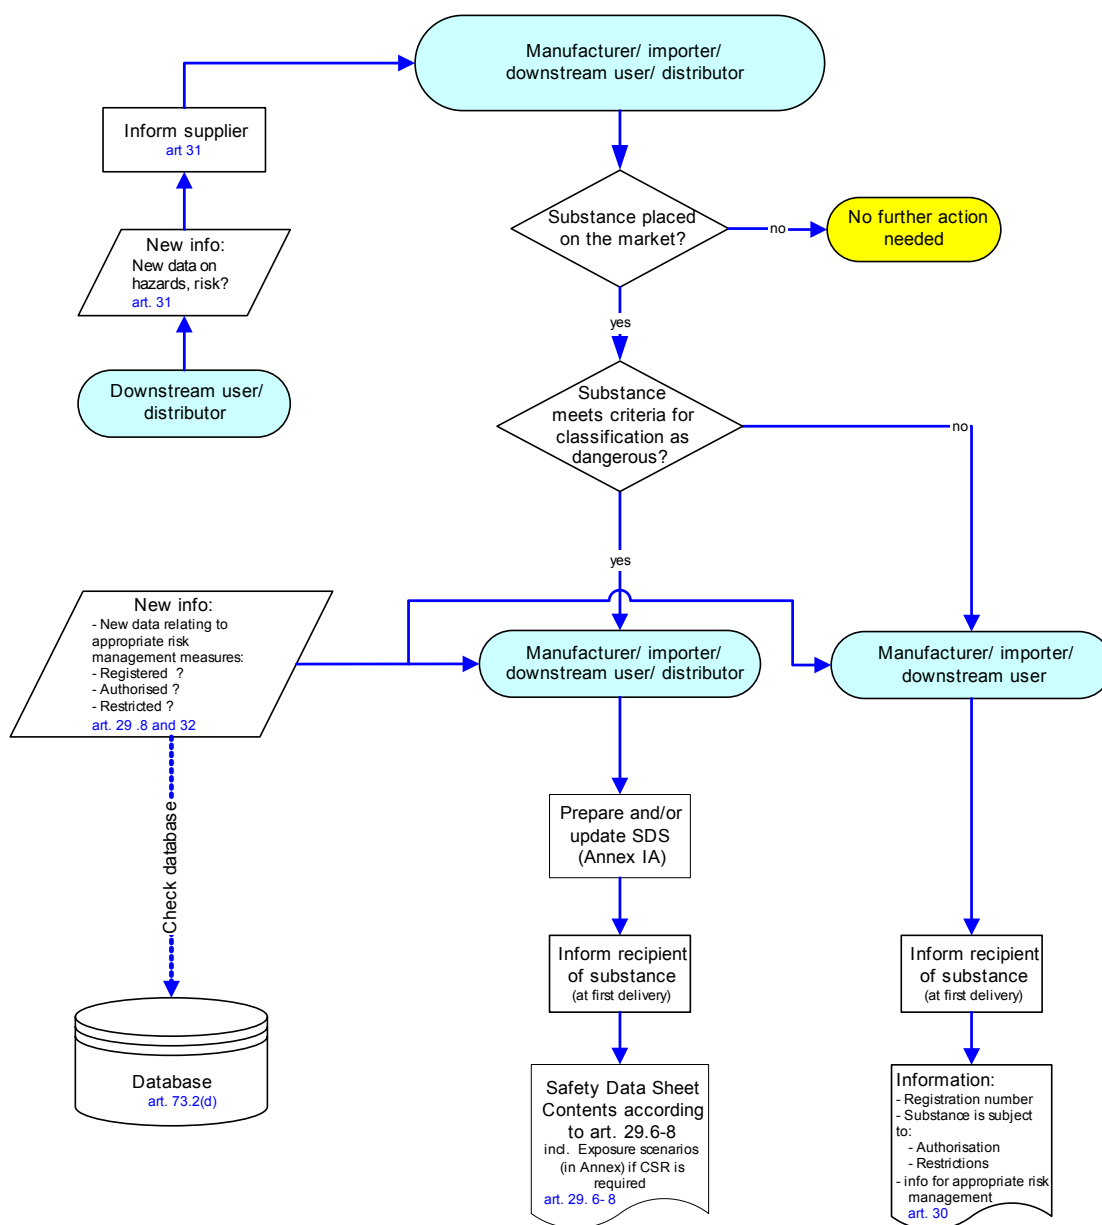 Manufacturer/ importer/
downstream user/ distributor
Inform supplier
art 31
New info:
New data on
hazards, risk?
art. 31
Downstream user/
distributor
Substance placed
on the market?
no
No further action
needed
yes
Substance
meets criteria for
classification as
dangerous?
no
yes
New info:
- New data relating to
appropriate risk
management measures:
- Registered ?
- Authorised ?
- Restricted ?
art. 29 .8 and 32
Manufacturer/ importer/
downstream user/ distributor
Manufacturer/ importer/
downstream user
Check database
Prepare and/or
update SDS
(Annex IA)
Inform recipient
of substance
(at first delivery)
Inform recipient
of substance
(at first delivery)
Database
art. 73.2(d)
Safety Data Sheet
Contents according
to art. 29.6-8
incl. Exposure scenarios
(in Annex) if CSR is
required
art. 29. 6- 8
Information:
- Registration number
- Substance is subject
to:
- Authorisation
- Restrictions
- info for appropriate risk
management
art. 30